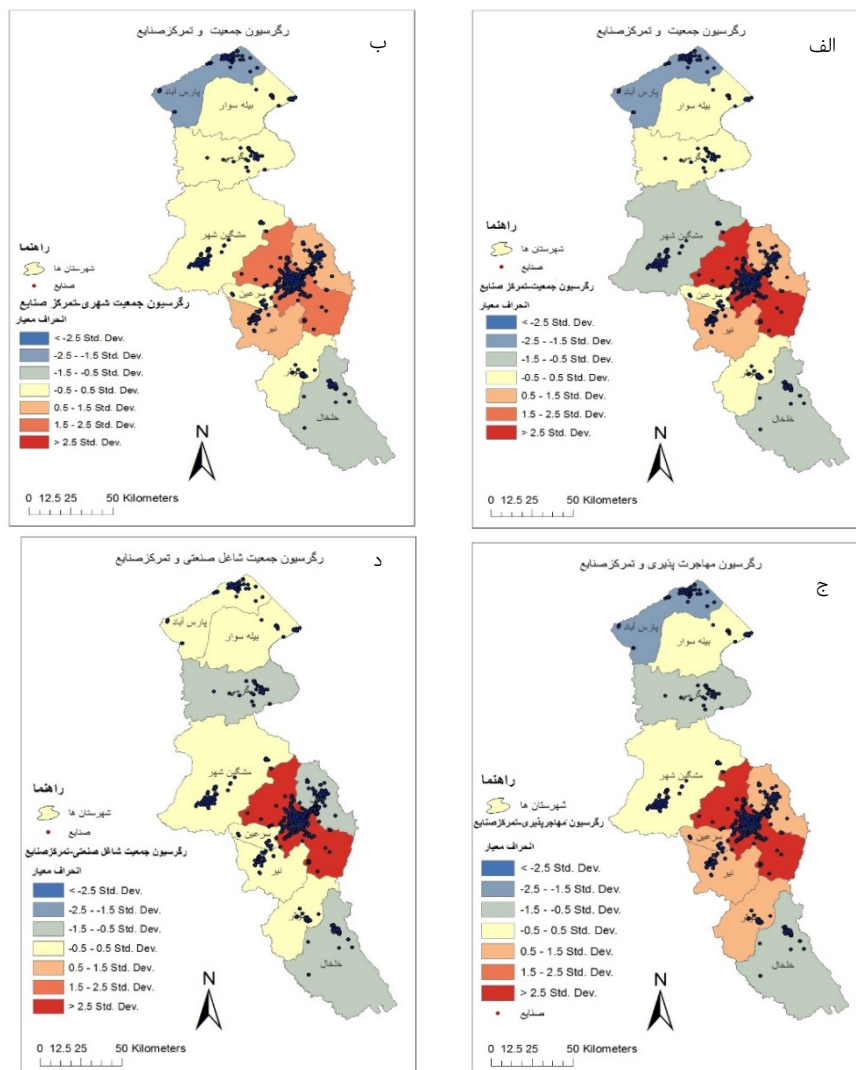 الف
رگرسیون جمعیت و تمرکز صنایع
پارس آباد
بیله سوار
مشگین شهر
سرعین
نیر
خلخال
راهنما
شهرستان ها
صنایع
رگرسیون جمعیت-تمرکز صنایع
انحراف معیار
< -2.5 Std. Dev.
-2.5 - -1.5 Std. Dev.
-1.5 - -0.5 Std. Dev.
-0.5 - 0.5 Std. Dev.
0.5 - 1.5 Std. Dev.
1.5 - 2.5 Std. Dev.
> 2.5 Std. Dev.
N
0 12.5 25 50 Kilometers
ب
رگرسیون جمعیت و تمرکزصنایع
پارس آباد
بیله سوار
مشگین شهر
سرعین
نیر
خلخال
راهنما
شهرستان ها
صنایع
رگرسیون جمعیت شهری-تمرکز صنایع
انحراف معیار
< -2.5 Std. Dev.
-2.5 - -1.5 Std. Dev.
-1.5 - -0.5 Std. Dev.
-0.5 - 0.5 Std. Dev.
0.5 - 1.5 Std. Dev.
1.5 - 2.5 Std. Dev.
> 2.5 Std. Dev.
N
0 12.5 25 50 Kilometers
ج
رگرسیون مهاجرت پذیری و تمرکزصنایع
پارس آباد
بیله سوار
مشگین شهر
سرعین
نیر
خلخال
راهنما
شهرستان ها
رگرسیون مهاجرپذیری-تمرکزصنایع
انحراف معیار
< -2.5 Std. Dev.
-2.5 - -1.5 Std. Dev.
-1.5 - -0.5 Std. Dev.
-0.5 - 0.5 Std. Dev.
0.5 - 1.5 Std. Dev.
1.5 - 2.5 Std. Dev.
> 2.5 Std. Dev.
صنایع
N
0 12.5 25 50 Kilometers
د
رگرسیون جمعیت شاغل صنعتی و تمرکزصنایع
پارس آباد
بیله سوار
مشگین شهر
سرعین
نیر
خلخال
راهنما
شهرستان ها
صنایع
رگرسیون جمعیت شاغل صنعتی-تمرکزصنایع
انحراف معیار
< -2.5 Std. Dev.
-2.5 - -1.5 Std. Dev.
-1.5 - -0.5 Std. Dev.
-0.5 - 0.5 Std. Dev.
0.5 - 1.5 Std. Dev.
1.5 - 2.5 Std. Dev.
> 2.5 Std. Dev.
N
0 12.5 25 50 Kilometers